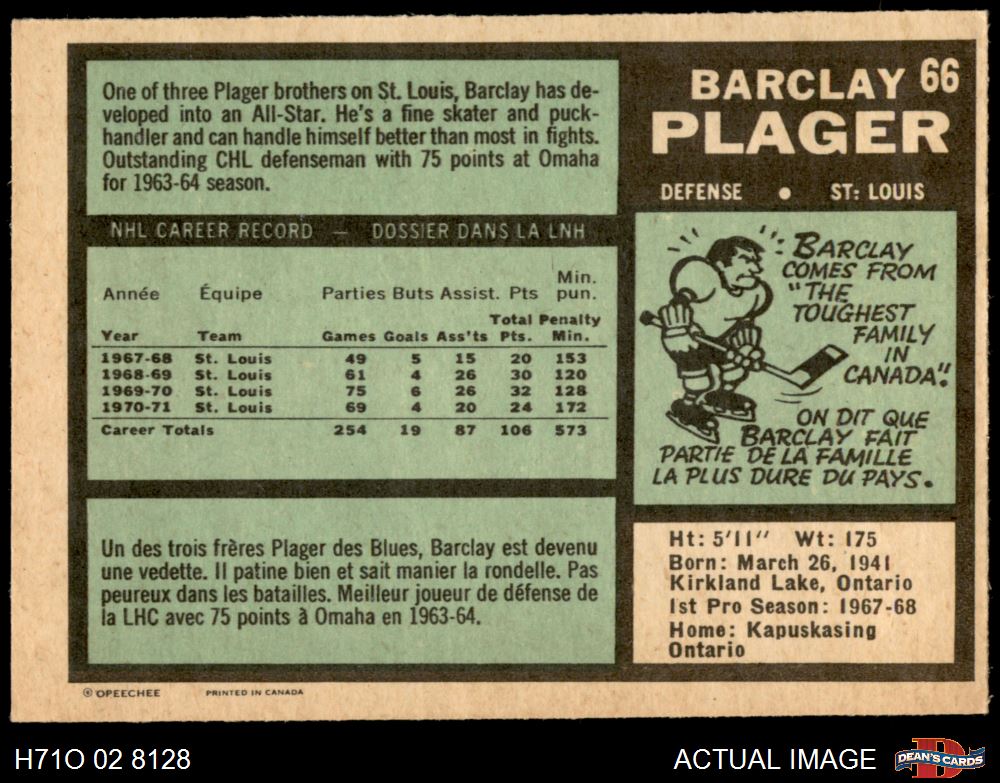 One of three Plager brothers on St. Louis, Barclay has de-
veloped into an All-Star. He's a fine skater and puck-
handler and can handle himself better than most in fights.
Outstanding CHL defenseman with 75 points at Omaha
for 1963-64 season.
BARCLAY 66
PLAGER
DEFENSE • ST: LOUIS
NHL CAREER RECORD — DOSSIER DANS LA LNH
Année Équipe Parties Buts Assist. Pts Min. pun.
Year Team Games Goals Ass'ts Total Pts. Penalty Min.
1967-68 St. Louis 49 5 15 20 153
1968-69 St. Louis 61 4 26 30 120
1969-70 St. Louis 75 6 26 32 128
1970-71 St. Louis 69 4 20 24 172
Career Totals 254 19 87 106 573
BARCLAY
COMES FROM
"THE
TOUGHEST
FAMILY
IN
CANADA."
ON DIT QUE
BARCLAY FAIT
PARTIE DE LA FAMILLE
LA PLUS DURE DU PAYS.
Un des trois frères Plager des Blues, Barclay est devenu
une vedette. Il patine bien et sait manier la rondelle. Pas
peureux dans les batailles. Meilleur joueur de défense de
la LHC avec 75 points à Omaha en 1963-64.
Ht: 5'11" Wt: 175
Born: March 26, 1941
Kirkland Lake, Ontario
1st Pro Season: 1967-68
Home: Kapuskasing
Ontario
© OPEECHEE PRINTED IN CANADA
H71O 02 8128
ACTUAL IMAGE
D
DEAN'S CARDS